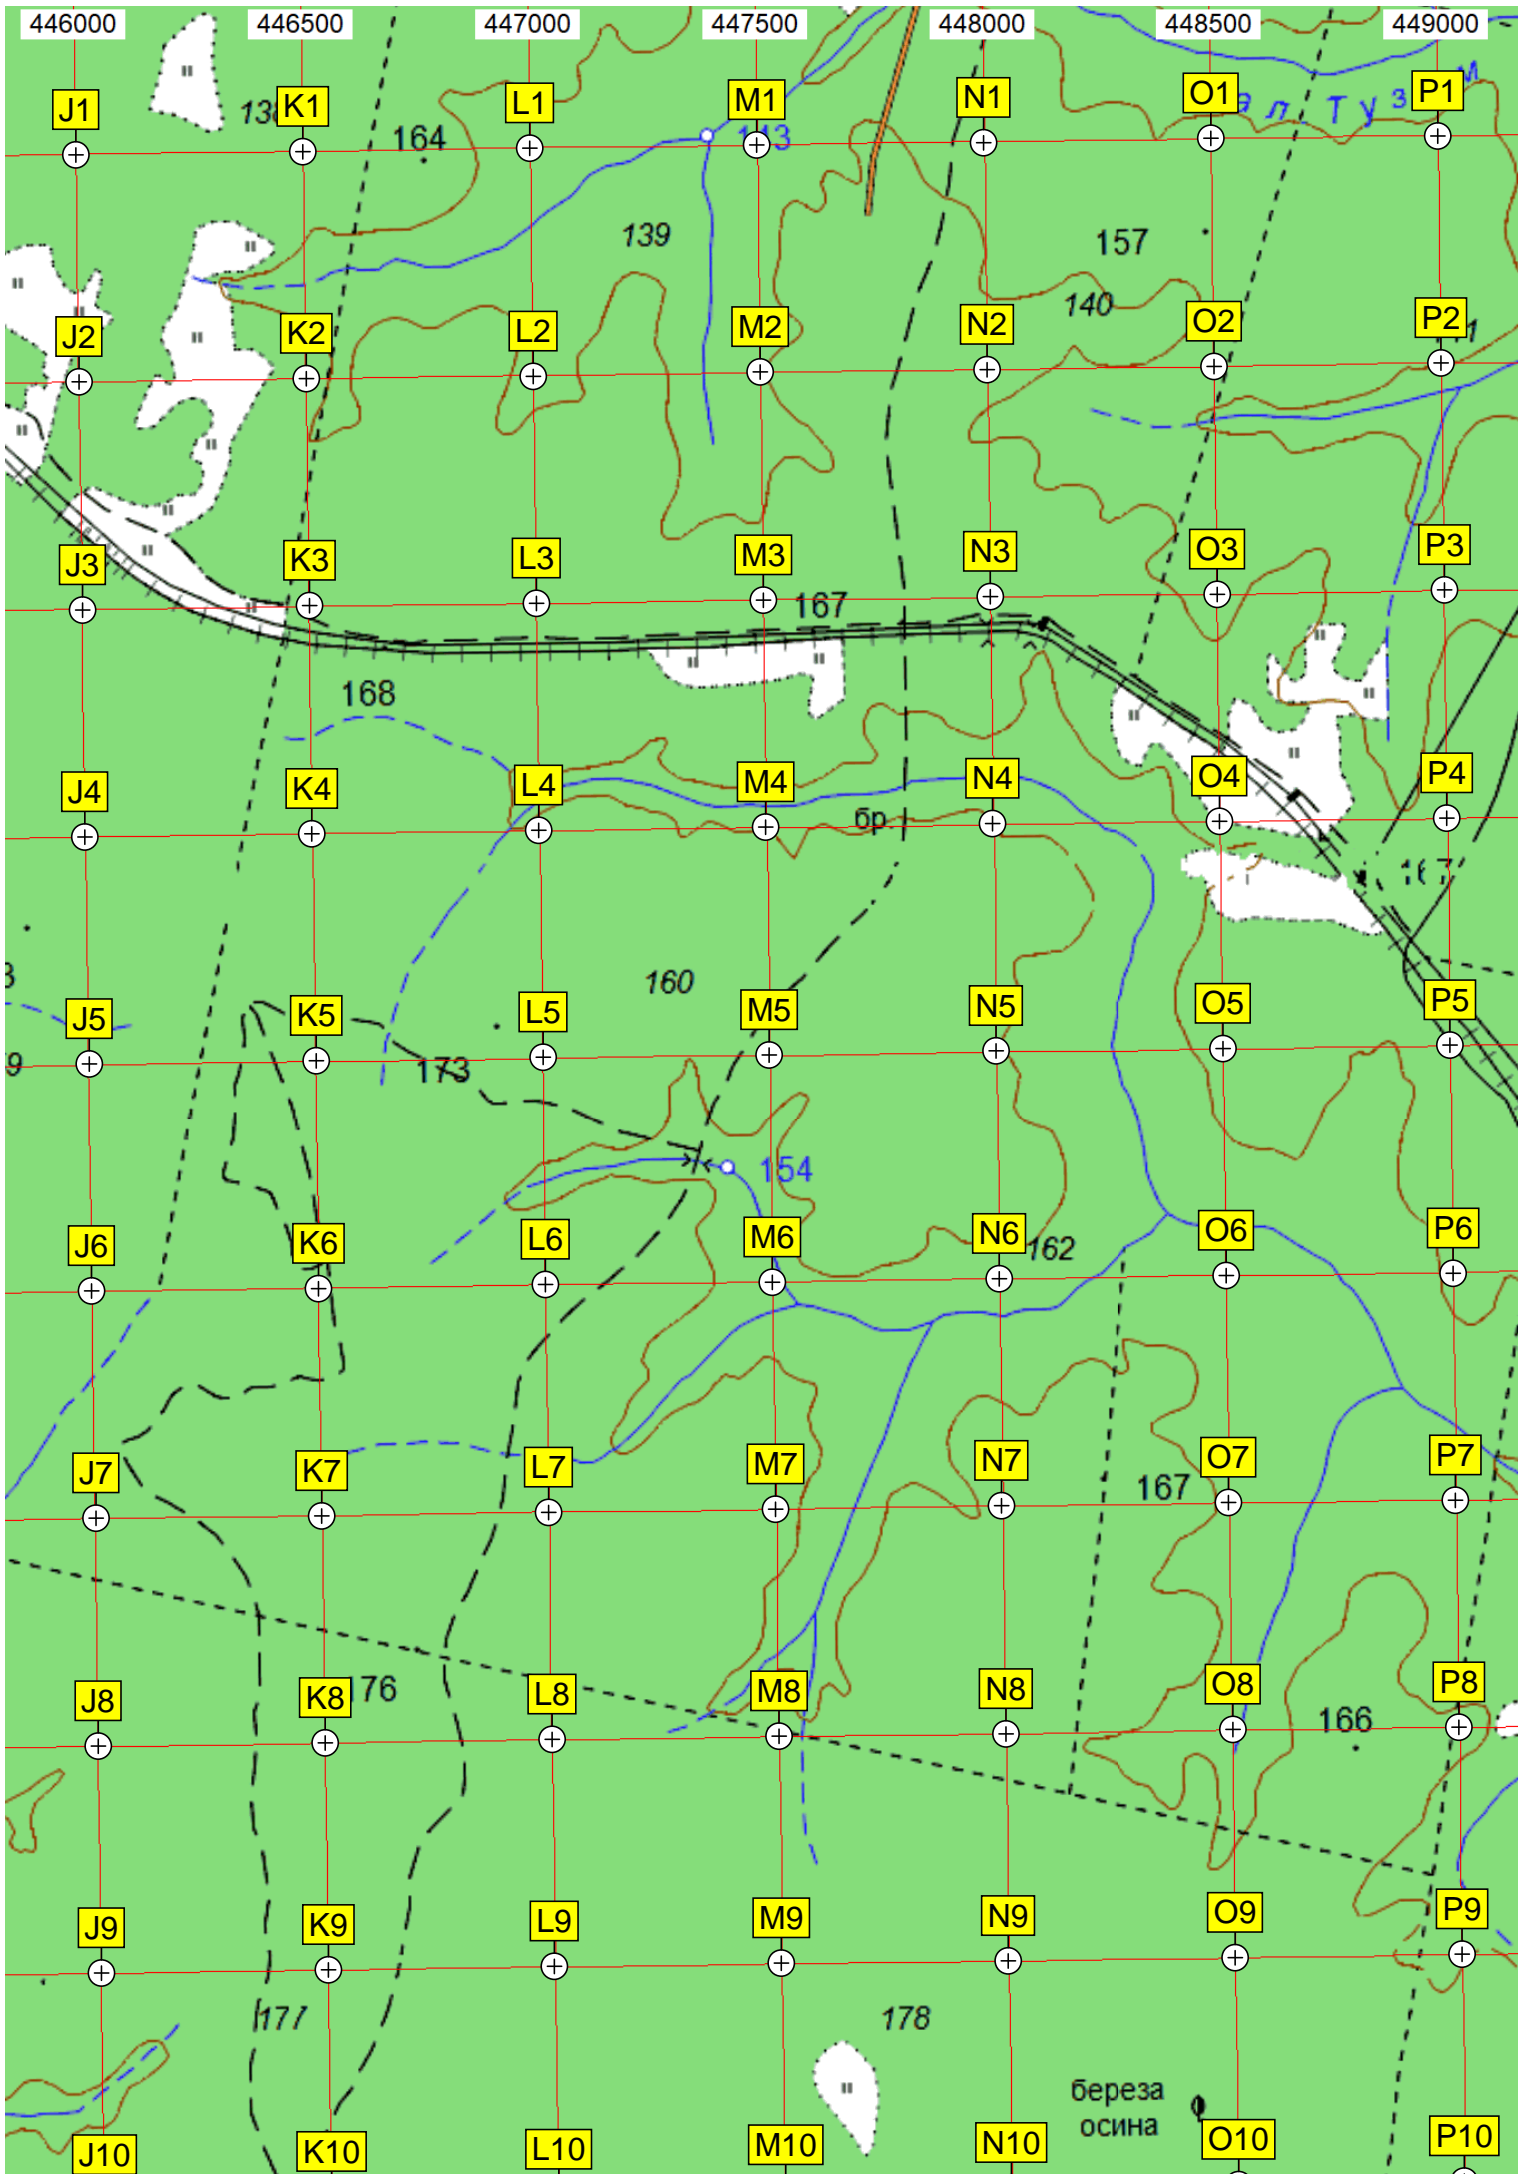 446000 446500 447000 447500 448000 448500 449000
J1 K1 L1 M1 N1 O1 P1
164
139
157
140
J2 K2 L2 M2 N2 O2 P2
J3 K3 L3 M3 N3 O3 P3
167
168
J4 K4 L4 M4 N4 O4 P4
бр.
167
160
J5 K5 L5 M5 N5 O5 P5
173
154
J6 K6 L6 M6 N6 O6 P6
162
J7 K7 L7 M7 N7 O7 P7
167
J8 K8 176 L8 M8 N8 O8 P8
166
J9 K9 L9 M9 N9 O9 P9
177 178
береза
осина
J10 K10 L10 M10 N10 O10 P10